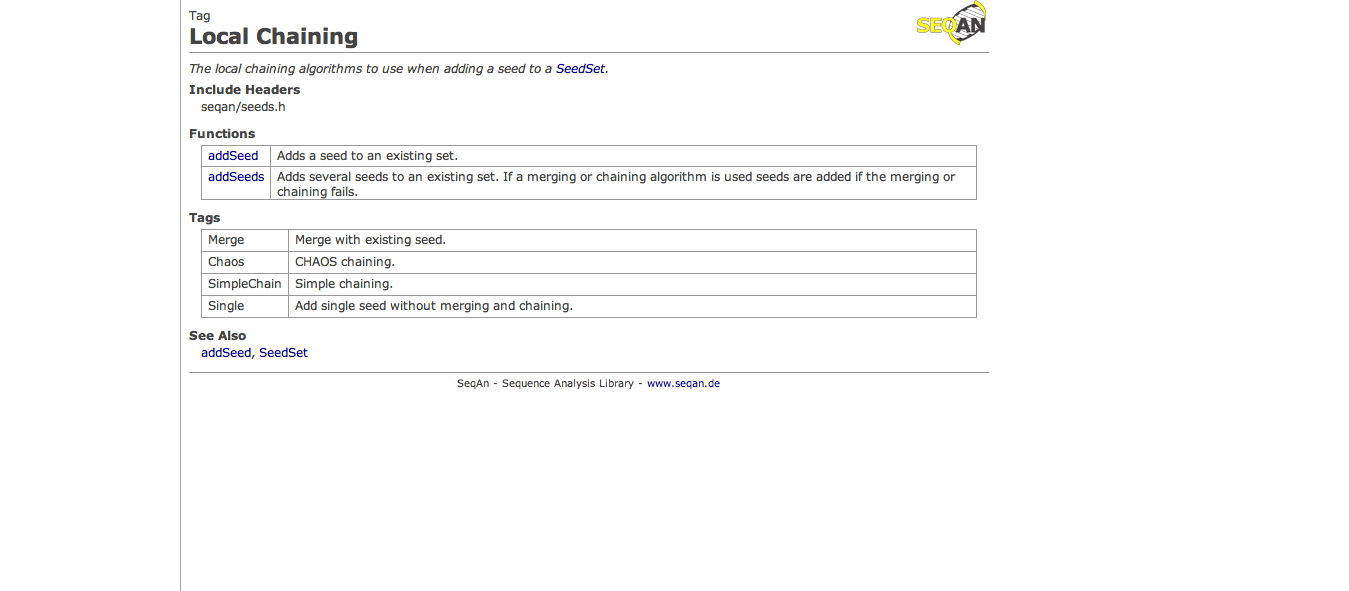 Tag
SEQAN
Local Chaining
The local chaining algorithms to use when adding a seed to a SeedSet.
Include Headers
seqan/seeds.h
Functions
addSeed Adds a seed to an existing set.
addSeeds Adds several seeds to an existing set. If a merging or chaining algorithm is used seeds are added if the merging or
chaining fails.
Tags
Merge Merge with existing seed.
Chaos CHAOS chaining.
SimpleChain Simple chaining.
Single Add single seed without merging and chaining.
See Also
addSeed, SeedSet
SeqAn - Sequence Analysis Library - www.seqan.de